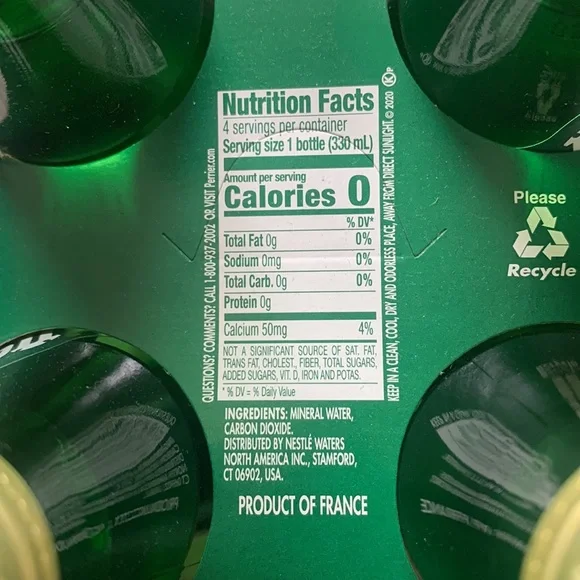 Nutrition Facts
4 servings per container
Serving size 1 bottle (330 mL)
Amount per serving
Calories 0
% DV*
Total Fat 0g 0%
Sodium 0mg 0%
Total Carb. 0g 0%
Protein 0g
Calcium 50mg 4%
NOT A SIGNIFICANT SOURCE OF SAT. FAT,
TRANS FAT, CHOLEST., FIBER, TOTAL SUGARS,
ADDED SUGARS, VIT. D, IRON AND POTAS.
* % DV = % Daily Value
INGREDIENTS: MINERAL WATER,
CARBON DIOXIDE.
DISTRIBUTED BY NESTLÉ WATERS
NORTH AMERICA INC., STAMFORD,
CT 06902, USA.
PRODUCT OF FRANCE
QUESTIONS? COMMENTS? CALL 1-800-937-2002 OR VISIT Perrier.com
KEEP IN A CLEAN, COOL, DRY AND ODORLESS PLACE, AWAY FROM DIRECT SUNLIGHT. © 2020 K P
Please
Recycle